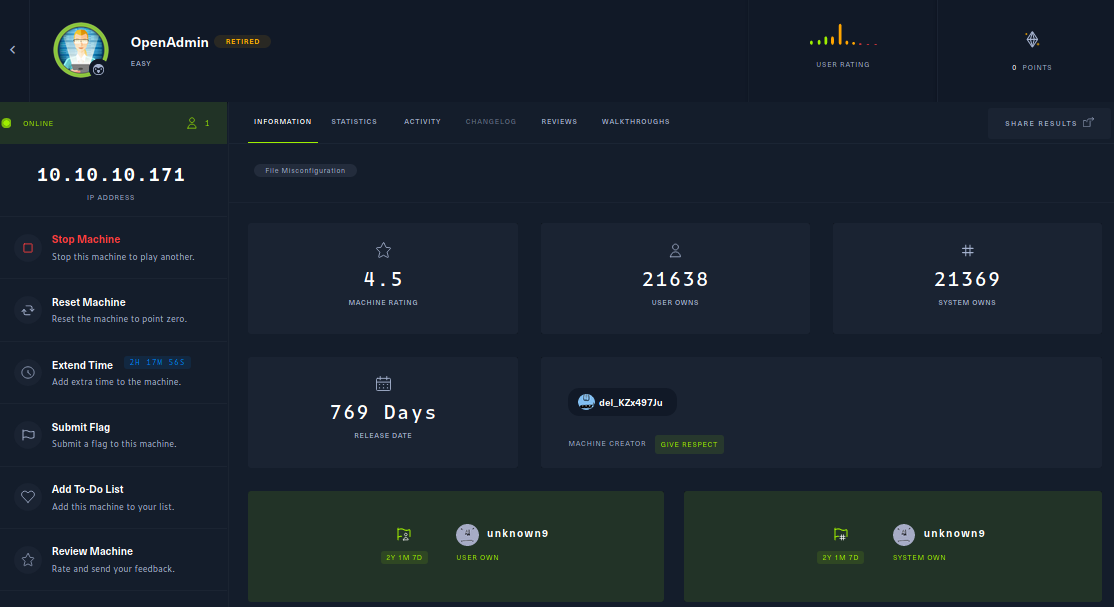 OpenAdmin RETIRED
EASY
USER RATING
0 POINTS
ONLINE 1
INFORMATION STATISTICS ACTIVITY CHANGELOG REVIEWS WALKTHROUGHS
SHARE RESULTS
10.10.10.171
IP ADDRESS
File Misconfiguration
Stop Machine
Stop this machine to play another.
Reset Machine
Reset the machine to point zero.
Extend Time 2H 17M 56S
Add extra time to the machine.
Submit Flag
Submit a flag to this machine.
Add To-Do List
Add this machine to your list.
Review Machine
Rate and send your feedback.
4.5
MACHINE RATING
21638
USER OWNS
21369
SYSTEM OWNS
769 Days
RELEASE DATE
del_KZx497Ju
MACHINE CREATOR GIVE RESPECT
unknown9
2Y 1M 7D USER OWN
unknown9
2Y 1M 7D SYSTEM OWN